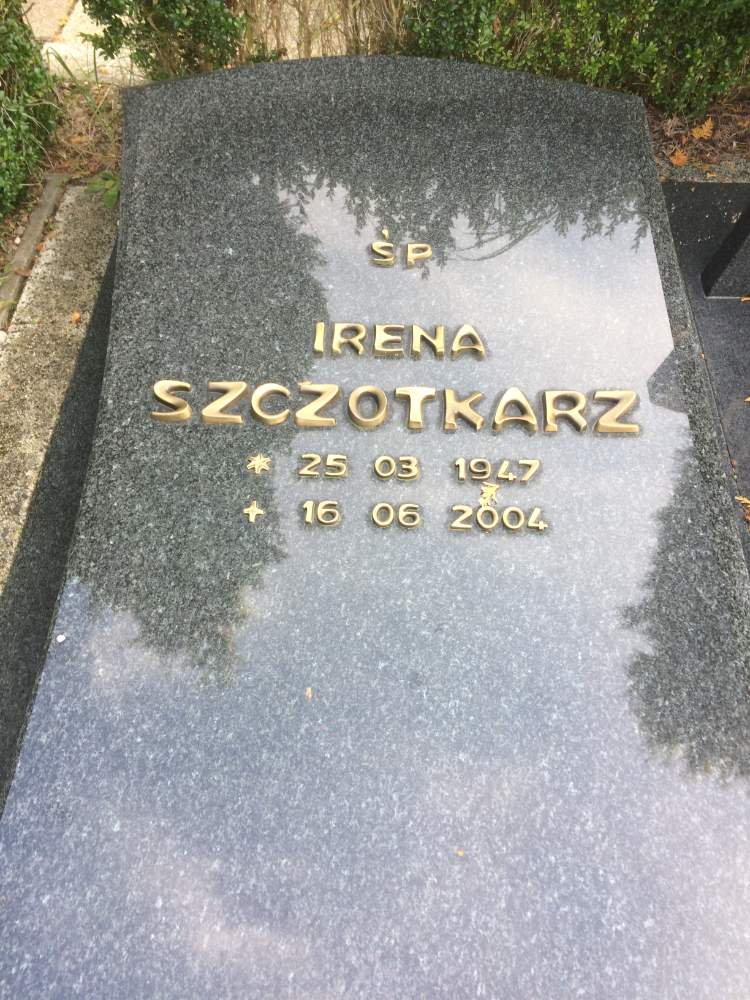 ŚP
IRENA
SZCZOTKARZ
* 25 03 1947
+ 16 06 2004